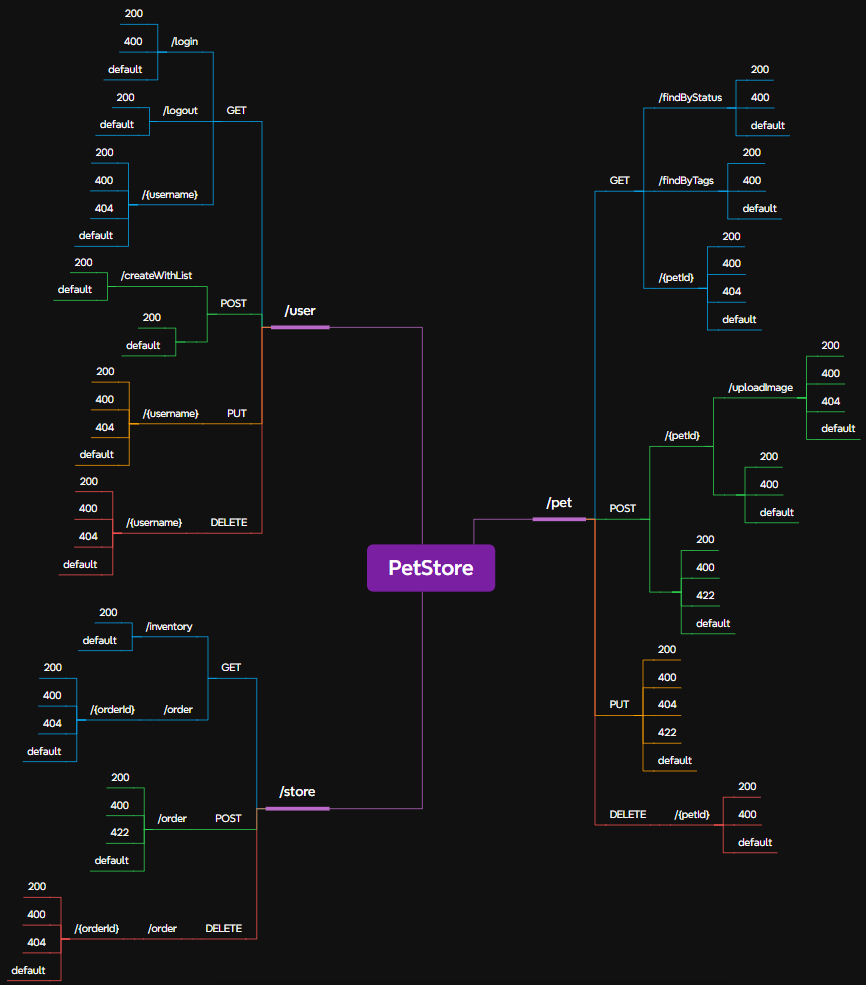 PetStore
/user
GET
/login
200
400
default
/logout
200
default
/{username}
200
400
404
default
POST
/createWithList
200
default
200
default
PUT
/{username}
200
400
404
default
DELETE
/{username}
200
400
404
default
/store
GET
/inventory
200
default
/order
/{orderId}
200
400
404
default
POST
/order
200
400
422
default
DELETE
/order
/{orderId}
200
400
404
default
/pet
GET
/findByStatus
200
400
default
/findByTags
200
400
default
/{petId}
200
400
404
default
POST
/{petId}
/uploadImage
200
400
404
default
200
400
default
200
400
422
default
PUT
200
400
404
422
default
DELETE
/{petId}
200
400
default